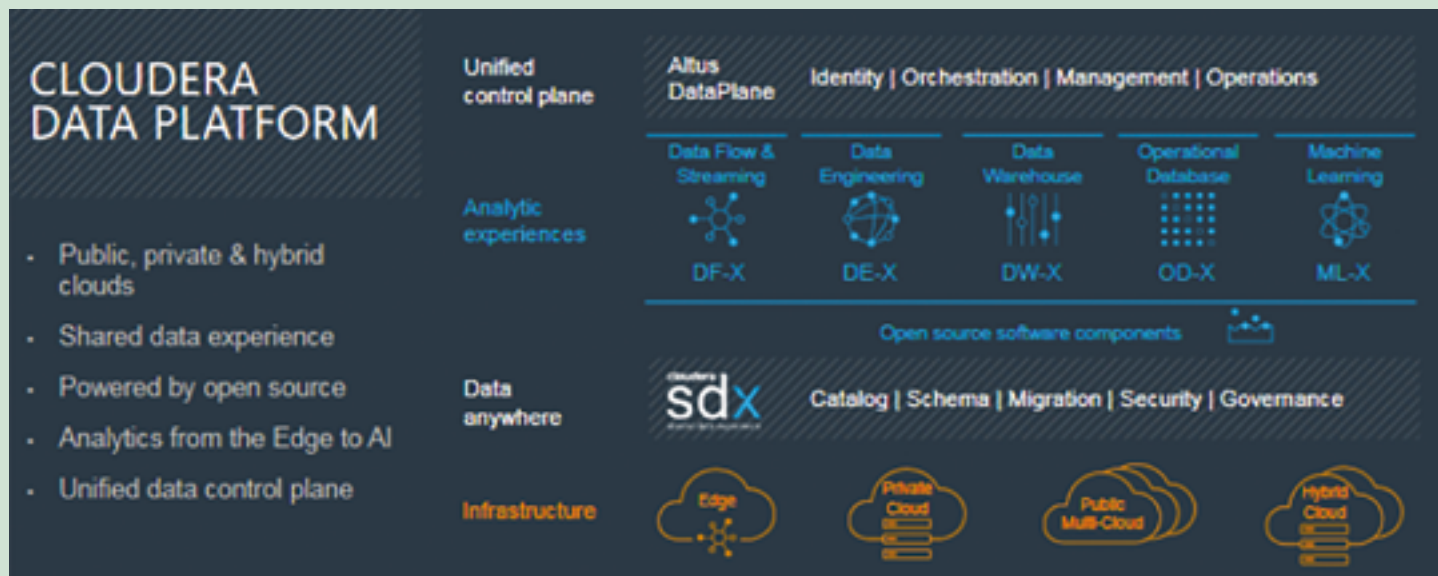 CLOUDERA
DATA PLATFORM
- Public, private & hybrid
clouds
- Shared data experience
- Powered by open source
- Analytics from the Edge to AI
- Unified data control plane
Unified
control plane
Altus
DataPlane
Identity | Orchestration | Management | Operations
Analytic
experiences
Data Flow &
Streaming
DF-X
Data
Engineering
DE-X
Data
Warehouse
DW-X
Operational
Database
OD-X
Machine
Learning
ML-X
Open source software components
Data
anywhere
cloudera
sdx
Catalog | Schema | Migration | Security | Governance
Infrastructure
Edge
Private
Cloud
Public
Multi-Cloud
Hybrid
Cloud